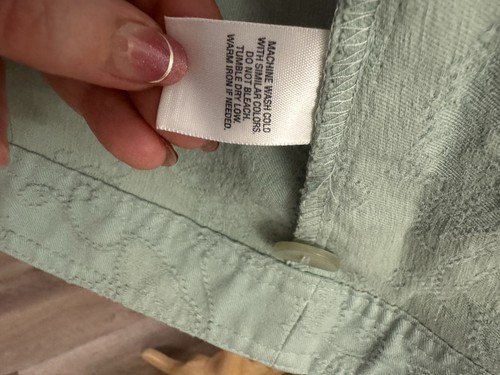 MACHINE WASH COLD
WITH SIMILAR COLORS.
DO NOT BLEACH.
TUMBLE DRY LOW.
WARM IRON IF NEEDED.